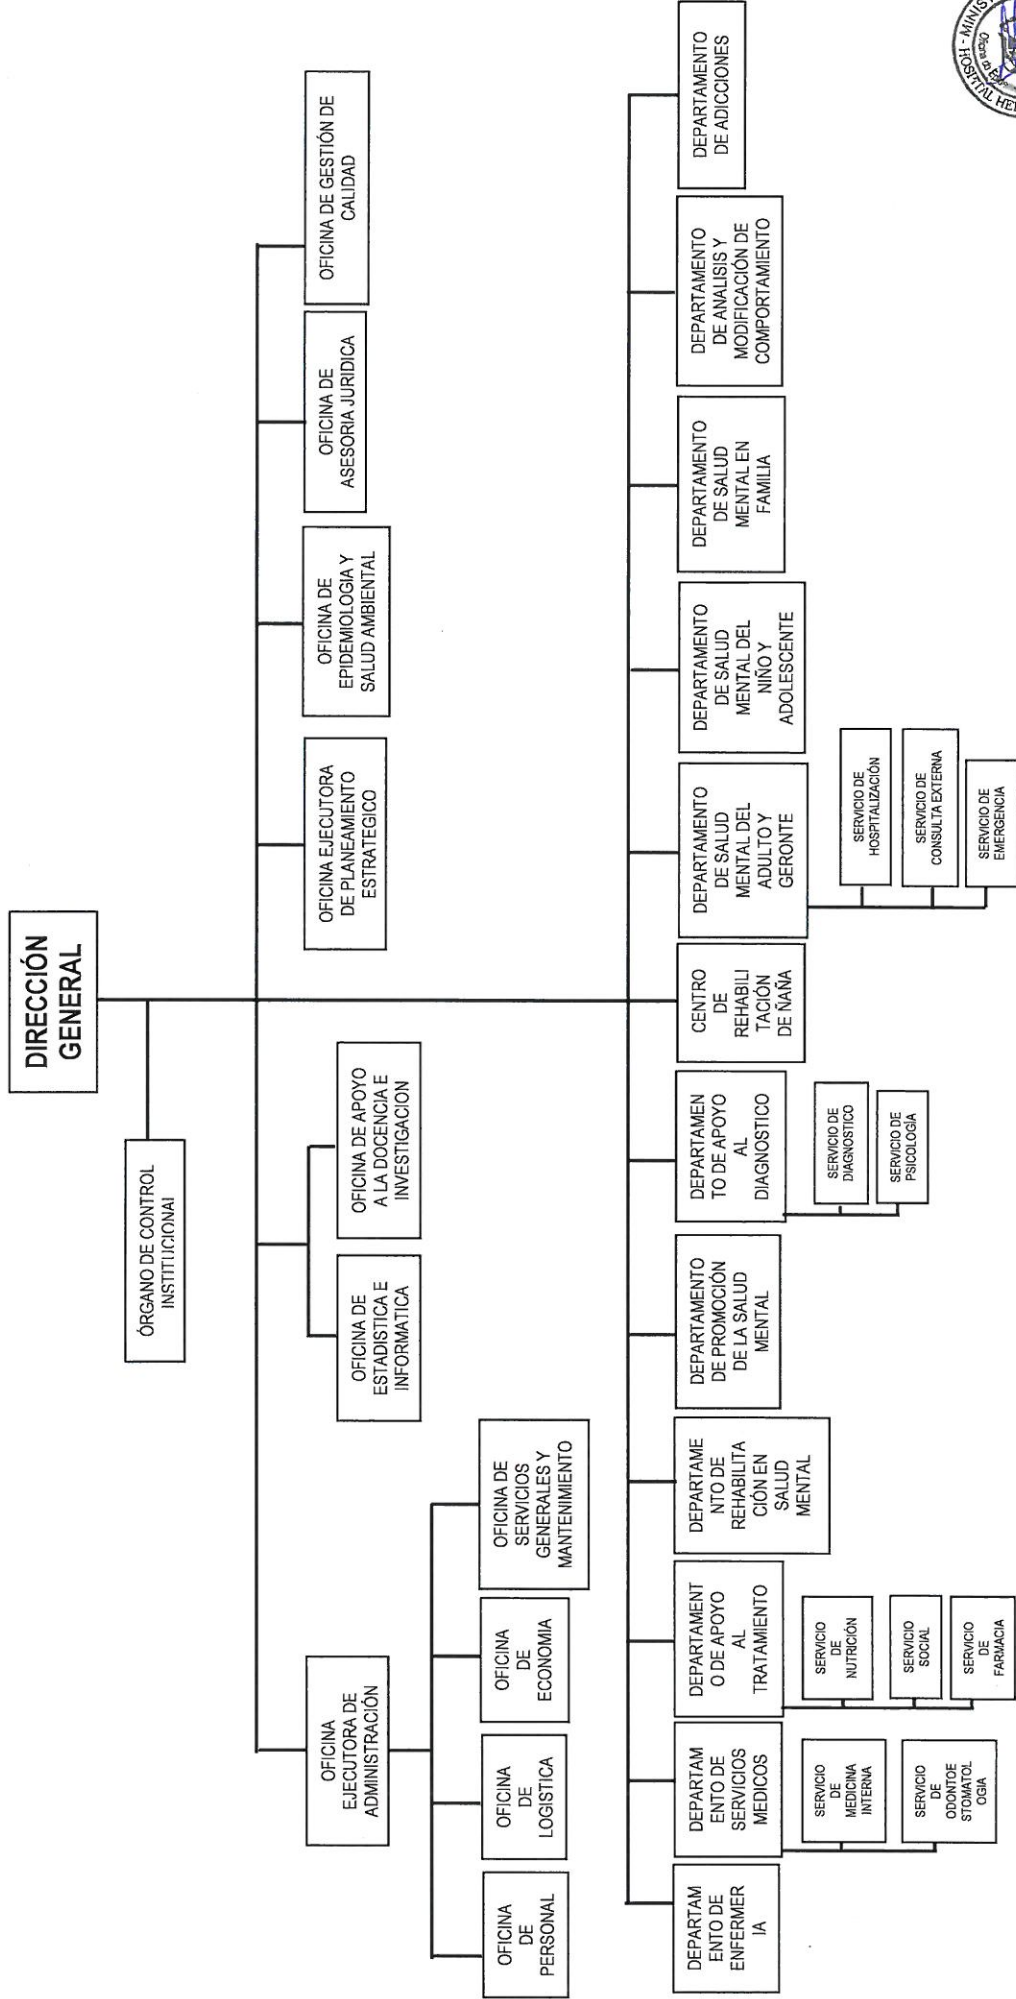 DIRECCIÓN
GENERAL
ÓRGANO DE CONTROL
INSTITUCIONAl
OFICINA
EJECUTORA DE
ADMINISTRACIÓN
OFICINA DE
ESTADISTICA E
INFORMATICA
OFICINA DE APOYO
A LA DOCENCIA E
INVESTIGACION
OFICINA EJECUTORA
DE PLANEAMIENTO
ESTRATEGICO
OFICINA DE
EPIDEMIOLOGIA Y
SALUD AMBIENTAL
OFICINA DE
ASESORIA JURIDICA
OFICINA DE GESTIÓN DE
CALIDAD
OFICINA
DE
PERSONAL
OFICINA
DE
LOGISTICA
OFICINA
DE
ECONOMIA
OFICINA DE
SERVICIOS
GENERALES Y
MANTENIMIENTO
DEPARTAM
ENTO DE
ENFERMER
IA
DEPARTAM
ENTO DE
SERVICIOS
MEDICOS
SERVICIO
DE
MEDICINA
INTERNA
SERVICIO
DE
ODONTOE
STOMATOL
OGIA
DEPARTAMENT
O DE APOYO
AL
TRATAMIENTO
SERVICIO
DE
NUTRICIÓN
SERVICIO
SOCIAL
SERVICIO
DE
FARMACIA
DEPARTAME
NTO DE
REHABILITA
CIÓN EN
SALUD
MENTAL
DEPARTAMENTO
DE PROMOCIÓN
DE LA SALUD
MENTAL
DEPARTAMEN
TO DE APOYO
AL
DIAGNOSTICO
SERVICIO DE
DIAGNOSTICO
SERVICIO DE
PSICOLOGÍA
CENTRO
DE
REHABILI
TACIÓN
DE ÑAÑA
DEPARTAMENTO
DE SALUD
MENTAL DEL
ADULTO Y
GERONTE
SERVICIO DE
HOSPITALIZACIÓN
SERVICIO DE
CONSULTA EXTERNA
SERVICIO DE
EMERGENCIA
DEPARTAMENTO
DE SALUD
MENTAL DEL
NIÑO Y
ADOLESCENTE
DEPARTAMENTO
DE SALUD
MENTAL EN
FAMILIA
DEPARTAMENTO
DE ANALISIS Y
MODIFICACIÓN DE
COMPORTAMIENTO
DEPARTAMENTO
DE ADICCIONES